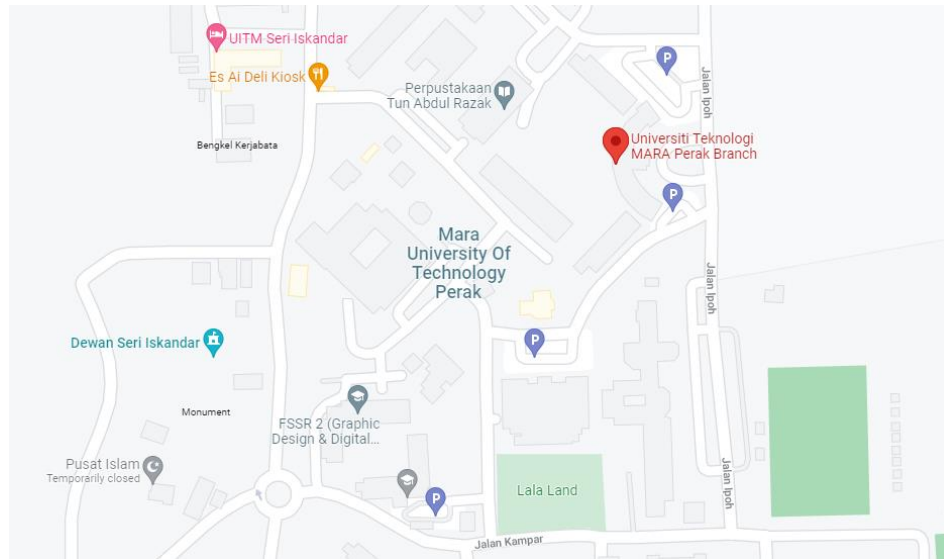 UITM Seri Iskandar
Es Ai Deli Kiosk
P
Perpustakaan
Tun Abdul Razak
Jalan Ipoh
Bengkel Kerjabata
Universiti Teknologi
MARA Perak Branch
P
Mara
University Of
Technology
Perak
Jalan Ipoh
Dewan Seri Iskandar
P
Monument
FSSR 2 (Graphic
Design & Digital...
Pusat Islam
Temporarily closed
P
Lala Land
Jalan Ipoh
Jalan Kampar